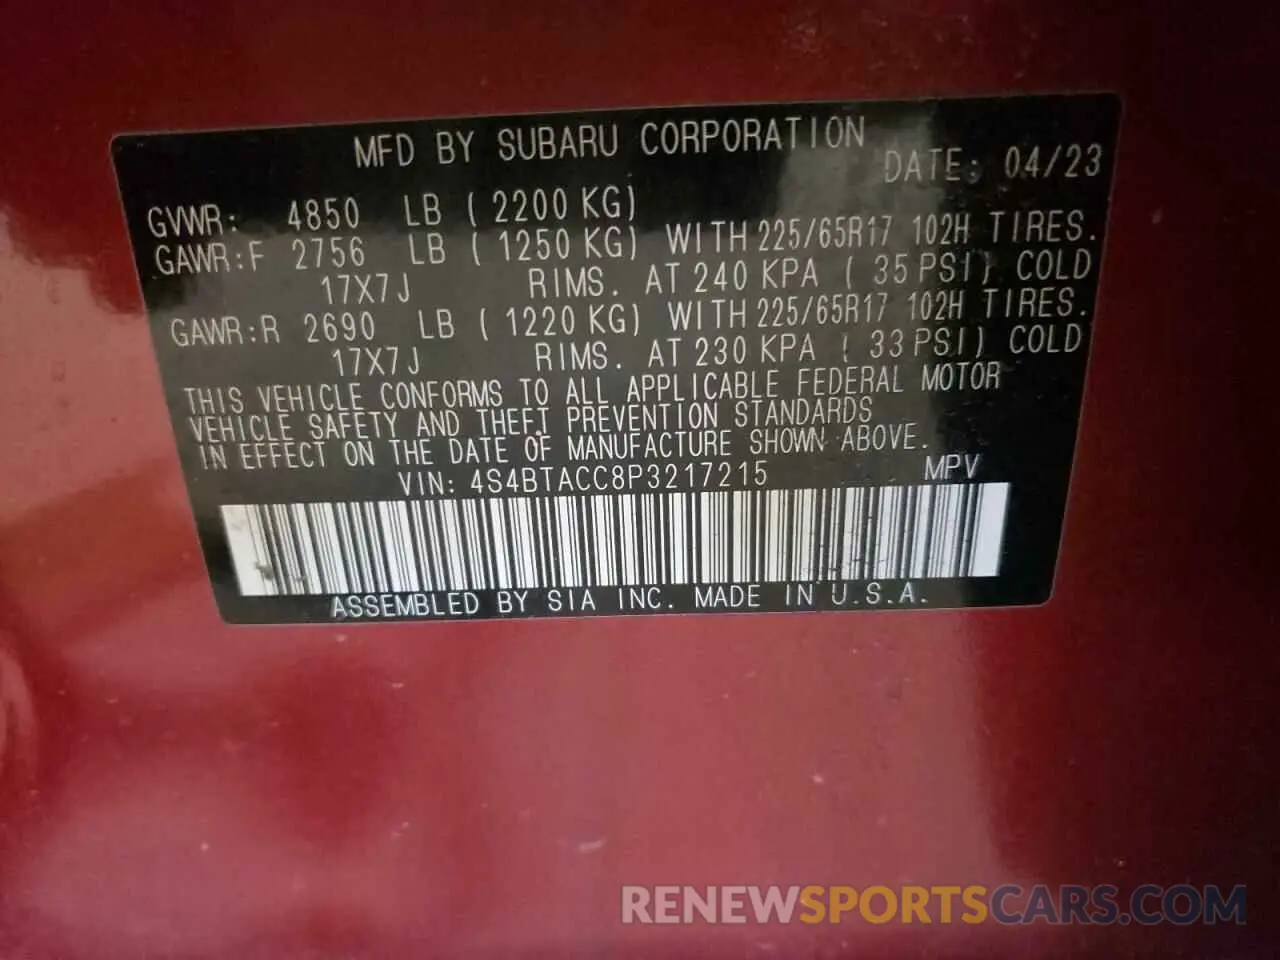 MFD BY SUBARU CORPORATION
DATE: 04/23
GVWR: 4850 LB (2200 KG)
GAWR:F 2756 LB (1250 KG) WITH 225/65R17 102H TIRES.
17X7J RIMS. AT 240 KPA (35 PSI) COLD
GAWR:R 2690 LB (1220 KG) WITH 225/65R17 102H TIRES.
17X7J RIMS. AT 230 KPA (33 PSI) COLD
THIS VEHICLE CONFORMS TO ALL APPLICABLE FEDERAL MOTOR
VEHICLE SAFETY AND THEFT PREVENTION STANDARDS
IN EFFECT ON THE DATE OF MANUFACTURE SHOWN ABOVE.
VIN: 4S4BTACC8P3217215 MPV
ASSEMBLED BY SIA INC. MADE IN U.S.A.
RENEWSPORTSCARS.COM